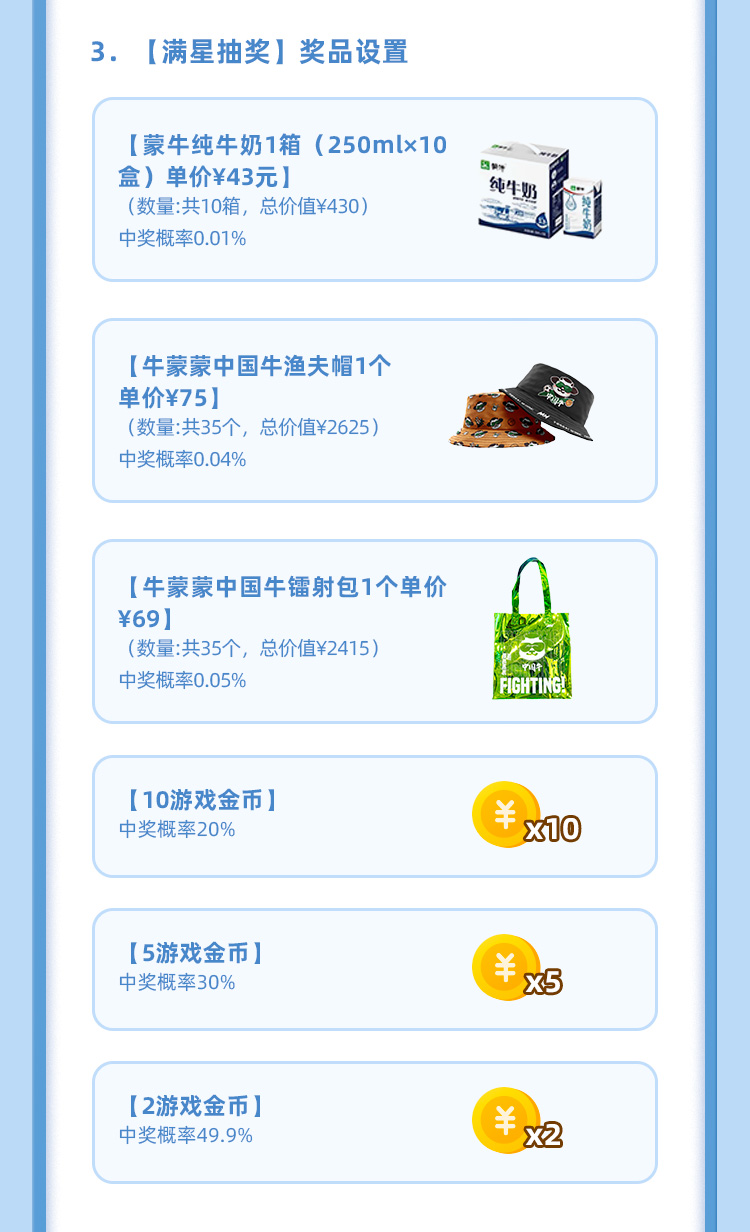 3. 【满星抽奖】奖品设置
【蒙牛纯牛奶1箱（250ml×10
盒）单价¥43元】
（数量:共10箱，总价值¥430）
中奖概率0.01%
蒙牛
纯牛奶
纯牛奶
【牛蒙蒙中国牛渔夫帽1个
单价¥75】
（数量:共35个，总价值¥2625）
中奖概率0.04%
中国牛
【牛蒙蒙中国牛镭射包1个单价
¥69】
（数量:共35个，总价值¥2415）
中奖概率0.05%
中国牛
FIGHTING!
【10游戏金币】
中奖概率20%
¥
x10
【5游戏金币】
中奖概率30%
¥
x5
【2游戏金币】
中奖概率49.9%
¥
x2